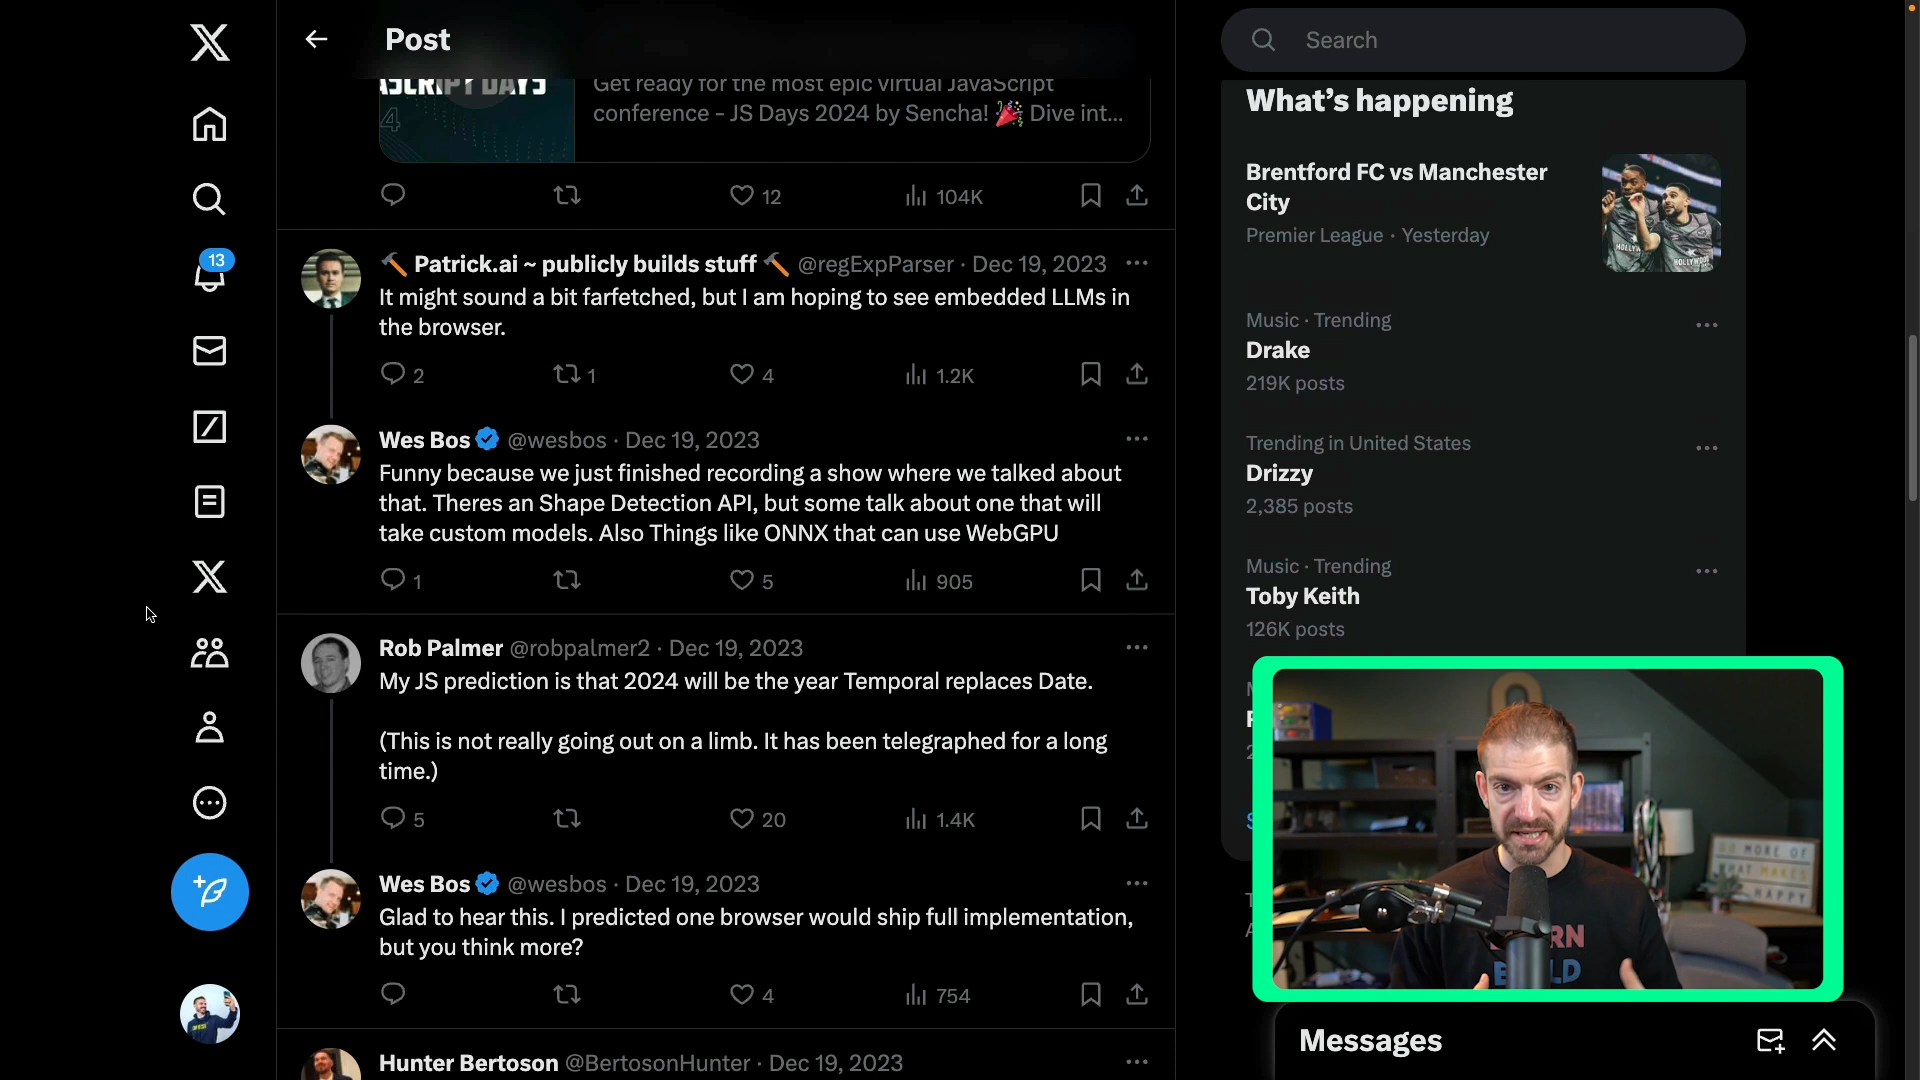 Post
Search
Get ready for the most epic virtual JavaScript
conference - JS Days 2024 by Sencha! 🎉 Dive int...
12
104K
What's happening
Brentford FC vs Manchester
City
Premier League · Yesterday
13
🔨 Patrick.ai ~ publicly builds stuff 🔨 @regExpParser · Dec 19, 2023
It might sound a bit farfetched, but I am hoping to see embedded LLMs in
the browser.
2
1
4
1.2K
Music · Trending
Drake
219K posts
Wes Bos @wesbos · Dec 19, 2023
Funny because we just finished recording a show where we talked about
that. Theres an Shape Detection API, but some talk about one that will
take custom models. Also Things like ONNX that can use WebGPU
1
5
905
Trending in United States
Drizzy
2,385 posts
Music · Trending
Toby Keith
126K posts
Rob Palmer @robpalmer2 · Dec 19, 2023
My JS prediction is that 2024 will be the year Temporal replaces Date.
(This is not really going out on a limb. It has been telegraphed for a long
time.)
5
20
1.4K
Wes Bos @wesbos · Dec 19, 2023
Glad to hear this. I predicted one browser would ship full implementation,
but you think more?
4
754
Hunter Bertoson @BertosonHunter · Dec 19, 2023
MORE OF
WHAT MAKES
HAPPY
Messages